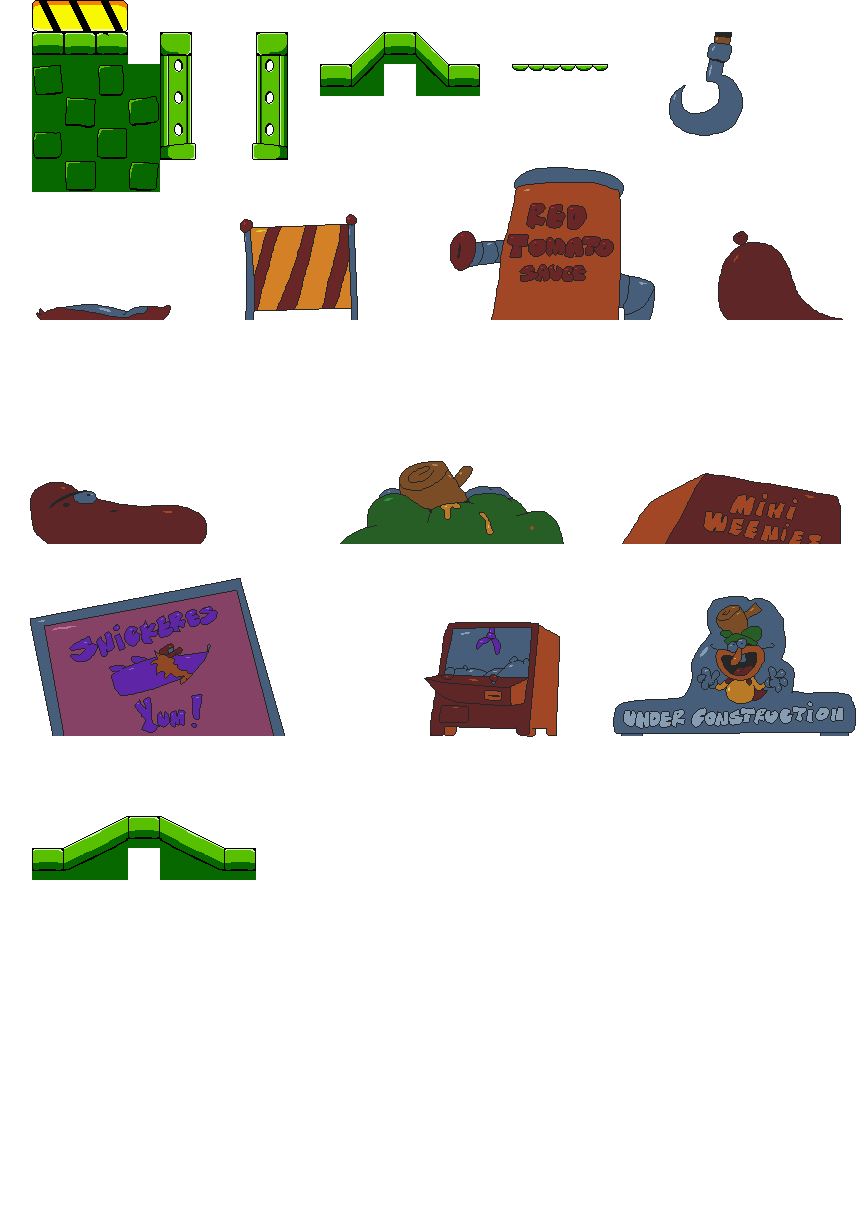 RED
TOMATO
SAUCE
MiNi
WEENiES
SNiCKERES
YUM!
UNDER CONSTRUCTiON